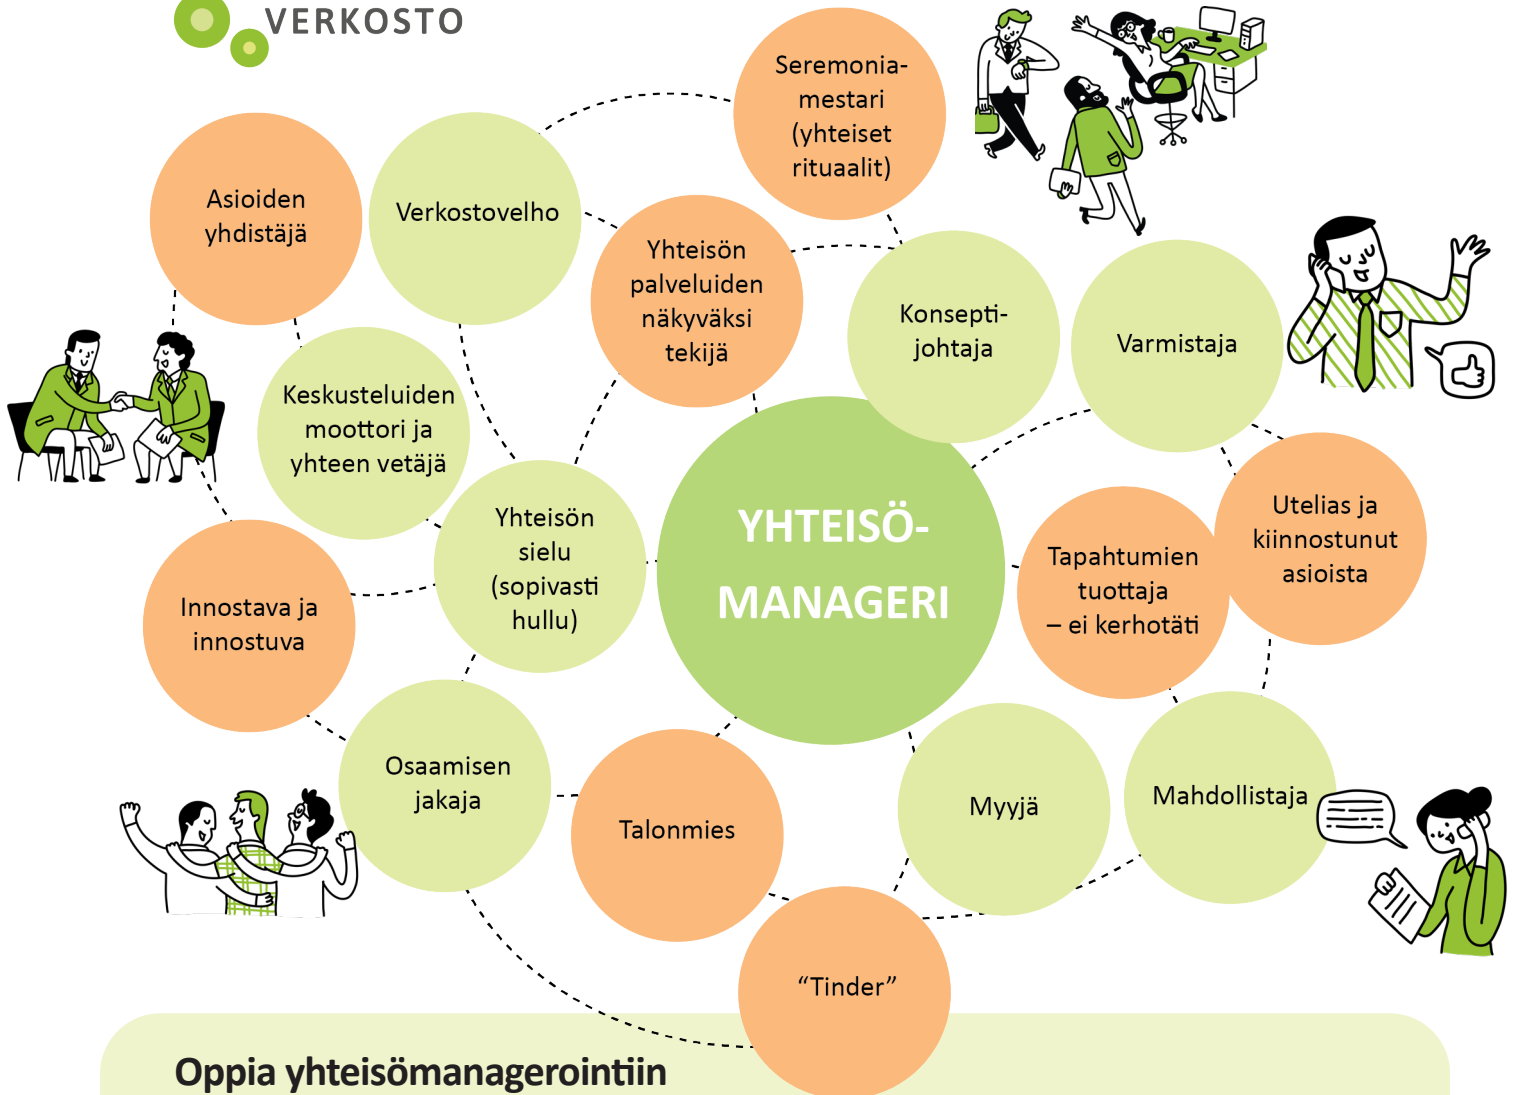 VERKOSTO
Seremonia-
mestari
(yhteiset
rituaalit)
Asioiden
yhdistäjä
Verkostovelho
Yhteisön
palveluiden
näkyväksi
tekijä
Konsepti-
johtaja
Varmistaja
Keskusteluiden
moottori ja
yhteen vetäjä
Yhteisön
sielu
(sopivasti
hullu)
YHTEISÖ-
MANAGERI
Tapahtumien
tuottaja
– ei kerhotäti
Utelias ja
kiinnostunut
asioista
Innostava ja
innostuva
Osaamisen
jakaja
Talonmies
Myyjä
Mahdollistaja
“Tinder”
Oppia yhteisömanagerointiin